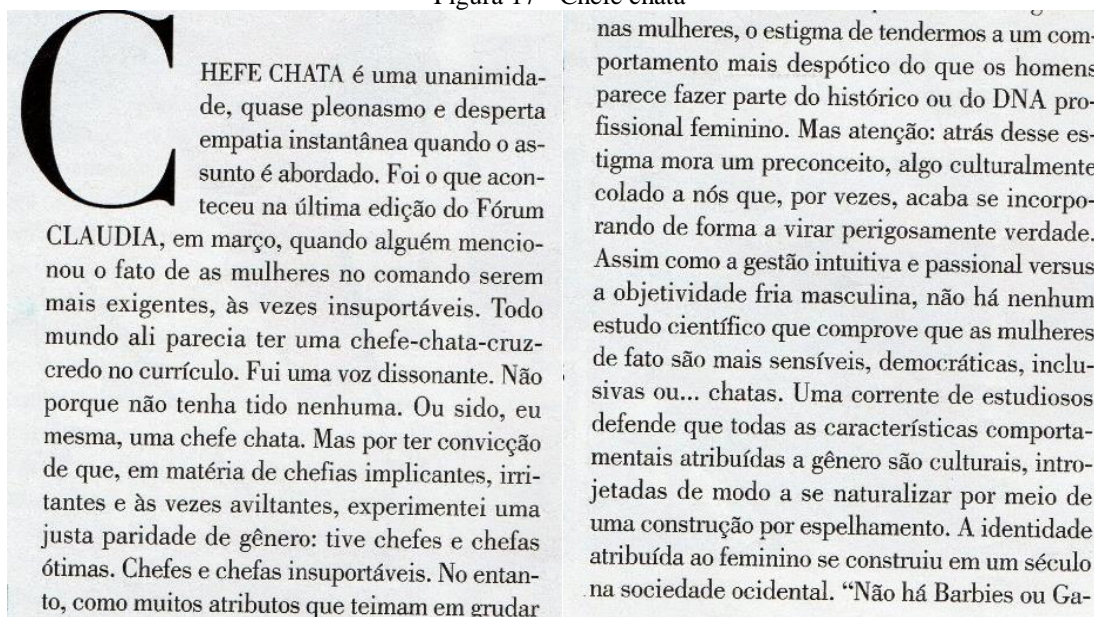 Figura 17 - Chefe chata
CHEFE CHATA é uma unanimida-
de, quase pleonasmo e desperta
empatia instantânea quando o as-
sunto é abordado. Foi o que acon-
teceu na última edição do Fórum
CLAUDIA, em março, quando alguém mencio-
nou o fato de as mulheres no comando serem
mais exigentes, às vezes insuportáveis. Todo
mundo ali parecia ter uma chefe-chata-cruz-
credo no currículo. Fui uma voz dissonante. Não
porque não tenha tido nenhuma. Ou sido, eu
mesma, uma chefe chata. Mas por ter convicção
de que, em matéria de chefias implicantes, irri-
tantes e às vezes aviltantes, experimentei uma
justa paridade de gênero: tive chefes e chefas
ótimas. Chefes e chefas insuportáveis. No entan-
to, como muitos atributos que teimam em grudar
nas mulheres, o estigma de tendermos a um com-
portamento mais despótico do que os homens
parece fazer parte do histórico ou do DNA pro-
fissional feminino. Mas atenção: atrás desse es-
tigma mora um preconceito, algo culturalmente
colado a nós que, por vezes, acaba se incorpo-
rando de forma a virar perigosamente verdade.
Assim como a gestão intuitiva e passional versus
a objetividade fria masculina, não há nenhum
estudo científico que comprove que as mulheres
de fato são mais sensíveis, democráticas, inclu-
sivas ou... chatas. Uma corrente de estudiosos
defende que todas as características comporta-
mentais atribuídas a gênero são culturais, intro-
jetadas de modo a se naturalizar por meio de
uma construção por espelhamento. A identidade
atribuída ao feminino se construiu em um século
na sociedade ocidental. “Não há Barbies ou Ga-